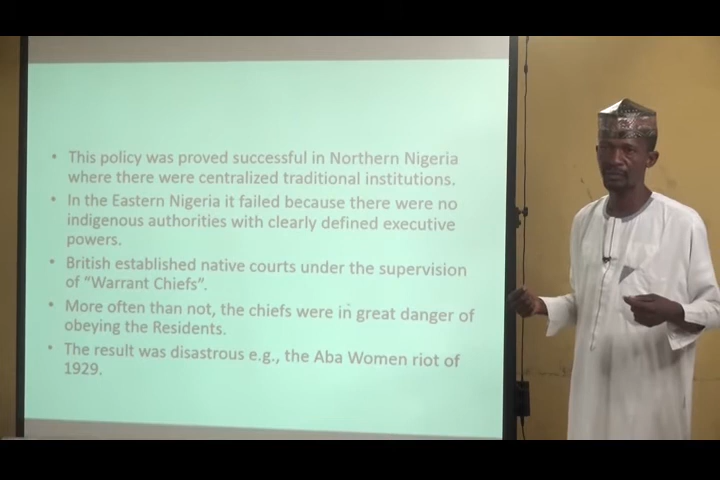 • This policy was proved successful in Northern Nigeria
where there were centralized traditional institutions.
• In the Eastern Nigeria it failed because there were no
indigenous authorities with clearly defined executive
powers.
• British established native courts under the supervision
of “Warrant Chiefs”.
• More often than not, the chiefs were in great danger of
obeying the Residents.
• The result was disastrous e.g., the Aba Women riot of
1929.